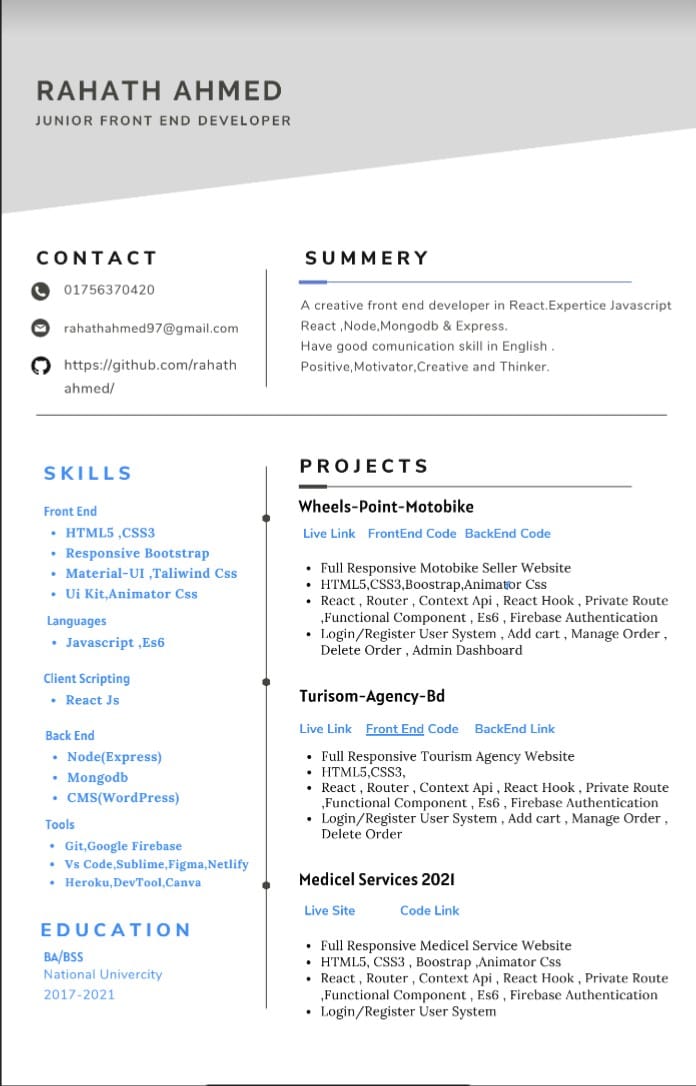 RAHATH AHMED
JUNIOR FRONT END DEVELOPER
CONTACT
01756370420
rahathahmed97@gmail.com
https://github.com/rahath
ahmed/
SUMMERY
A creative front end developer in React.Expertice Javascript
React ,Node,Mongodb & Express.
Have good comunication skill in English .
Positive,Motivator,Creative and Thinker.
SKILLS
Front End
• HTML5 ,CSS3
• Responsive Bootstrap
• Material-UI ,Taliwind Css
• Ui Kit,Animator Css
Languages
• Javascript ,Es6
Client Scripting
• React Js
Back End
• Node(Express)
• Mongodb
• CMS(WordPress)
Tools
• Git,Google Firebase
• Vs Code,Sublime,Figma,Netlify
• Heroku,DevTool,Canva
EDUCATION
BA/BSS
National Univercity
2017-2021
PROJECTS
Wheels-Point-Motobike
Live Link FrontEnd Code BackEnd Code
• Full Responsive Motobike Seller Website
• HTML5,CSS3,Boostrap,Animator Css
• React , Router , Context Api , React Hook , Private Route
,Functional Component , Es6 , Firebase Authentication
• Login/Register User System , Add cart , Manage Order ,
Delete Order , Admin Dashboard
Turisom-Agency-Bd
Live Link Front End Code BackEnd Link
• Full Responsive Tourism Agency Website
• HTML5,CSS3,
• React , Router , Context Api , React Hook , Private Route
,Functional Component , Es6 , Firebase Authentication
• Login/Register User System , Add cart , Manage Order ,
Delete Order
Medicel Services 2021
Live Site Code Link
• Full Responsive Medicel Service Website
• HTML5, CSS3 , Boostrap ,Animator Css
• React , Router , Context Api , React Hook , Private Route
,Functional Component , Es6 , Firebase Authentication
• Login/Register User System